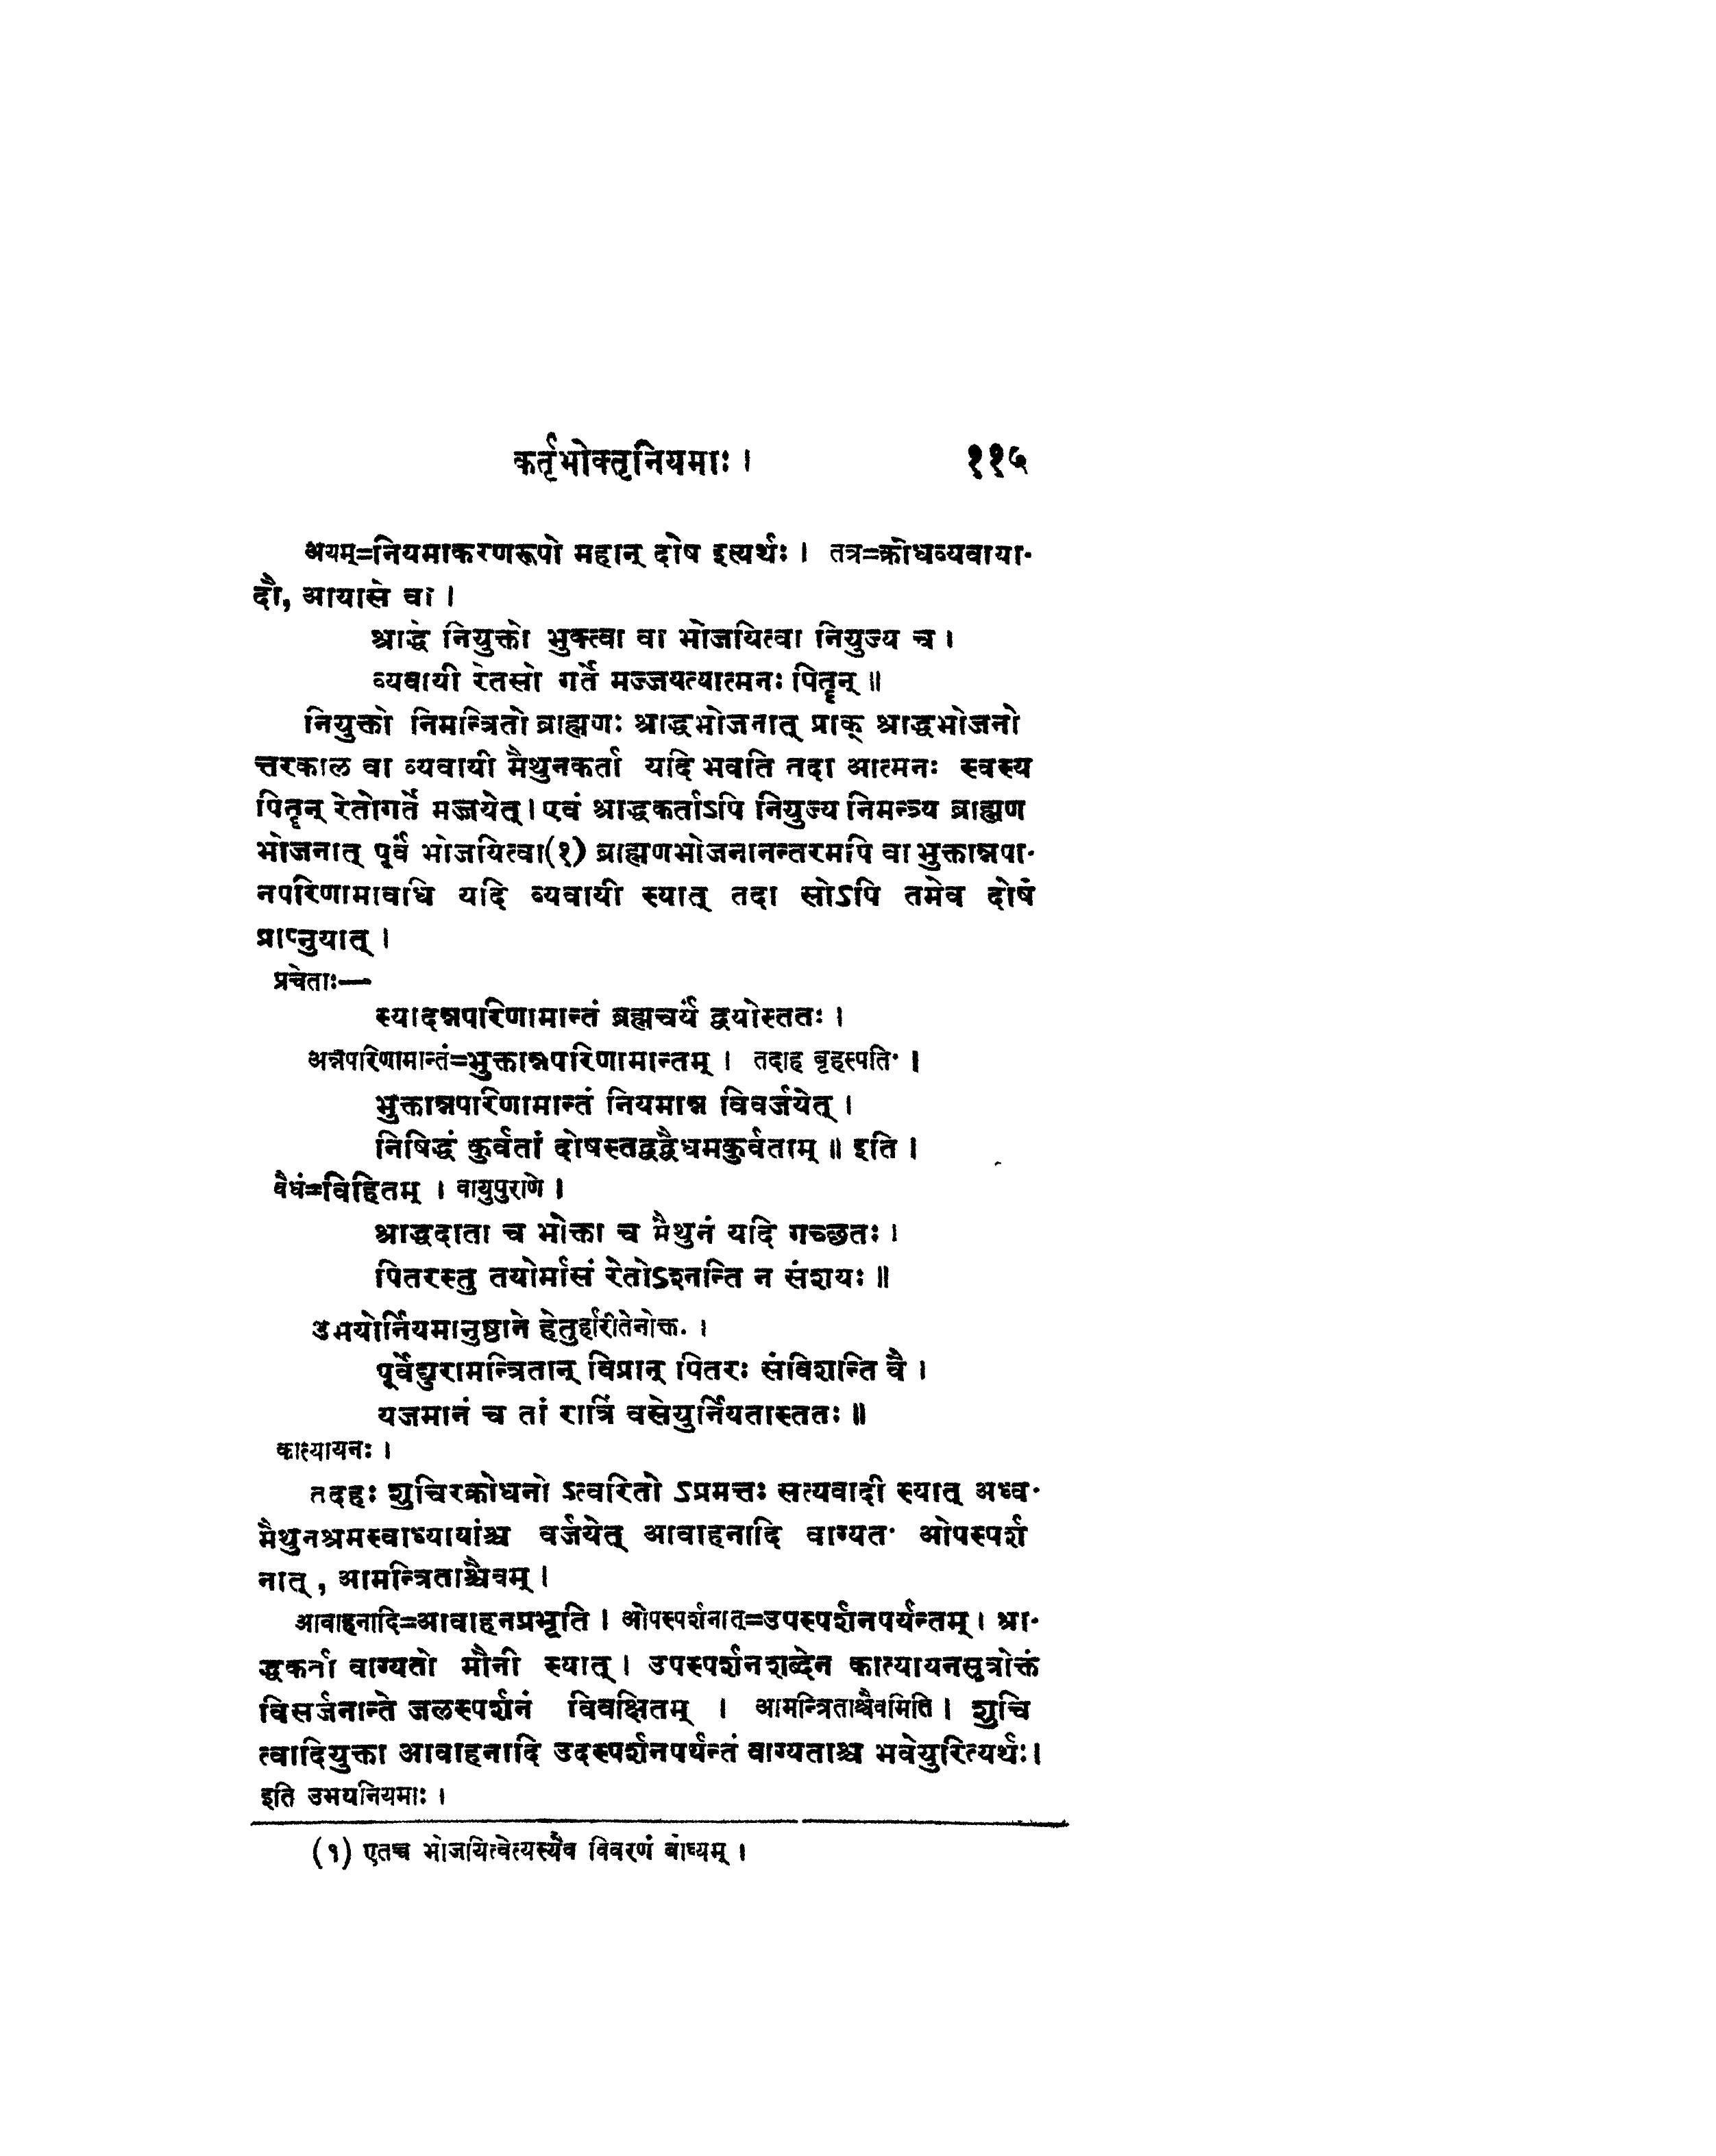 कर्तृभोक्तृनियमाः । ११५
अयम्=नियमाकरणरूपो महान् दोष इत्यर्थः । तत्र=क्रोधव्यवाया-
दौ, आयासे वा ।
श्राद्धे नियुक्तो भुक्त्वा वा भोजयित्वा नियुज्य च ।
व्यवायी रेतसो गर्ते मज्जयत्यात्मनः पितॄन् ॥
नियुक्तो निमन्त्रितो ब्राह्मणः श्राद्धभोजनात् प्राक् श्राद्धभोजनो
त्तरकाल वा व्यवायी मैथुनकर्ता यदि भवति तदा आत्मनः स्वस्य
पितॄन् रेतोगर्ते मज्जयेत् । एवं श्राद्धकर्ताऽपि नियुज्य निमन्त्र्य ब्राह्मण
भोजनात् पूर्वं भोजयित्वा(१) ब्राह्मणभोजनानन्तरमपि वा भुक्तान्नपा-
नपरिणामावधि यदि व्यवायी स्यात् तदा सोऽपि तमेव दोषं
प्राप्नुयात् ।
प्रचेताः—
स्यादन्नपरिणामान्तं ब्रह्मचर्यं द्वयोस्ततः ।
अन्नपरिणामान्तं=भुक्तान्नपरिणामान्तम् । तदाह बृहस्पति· ।
भुक्तान्नपरिणामान्तं नियमान्न विवर्जयेत् ।
निषिद्धं कुर्वतां दोषस्तद्वद्वैधमकुर्वताम् ॥ इति ।
वैधं=विहितम् । वायुपुराणे ।
श्राद्धदाता च भोक्ता च मैथुनं यदि गच्छतः ।
पितरस्तु तयोर्मासं रेतोऽश्नन्ति न संशयः ॥
उभयोर्नियमानुष्ठाने हेतुर्हारीतेनोक्त. ।
पूर्वेद्युरामन्त्रितान् विप्रान् पितरः संविशन्ति वै ।
यजमानं च तां रात्रिं वसेयुर्नियतास्ततः ॥
कात्यायनः ।
तदहः शुचिरक्रोधनो ऽत्वरितो ऽप्रमत्तः सत्यवादी स्यात् अध्व-
मैथुनश्रमस्वाध्यायांश्च वर्जयेत् आवाहनादि वाग्यत· ओपस्पर्श
नात् , आमन्त्रिताश्चैवम् ।
आवाहनादि=आवाहनप्रभृति । ओपस्पर्शनात्=उपस्पर्शनपर्यन्तम् । श्रा-
द्धकर्ता वाग्यतो मौनी स्यात् । उपस्पर्शनशब्देन कात्यायनसूत्रोक्तं
विसर्जनान्ते जलस्पर्शनं विवक्षितम् । आमन्त्रिताश्चैवमिति । शुचि
त्वादियुक्ता आवाहनादि उदस्पर्शनपर्यन्तं वाग्यताश्च भवेयुरित्यर्थः ।
इति उभयनियमाः ।
(१) एतच्च भोजयित्वेत्यस्यैव विवरणं बोध्यम् ।